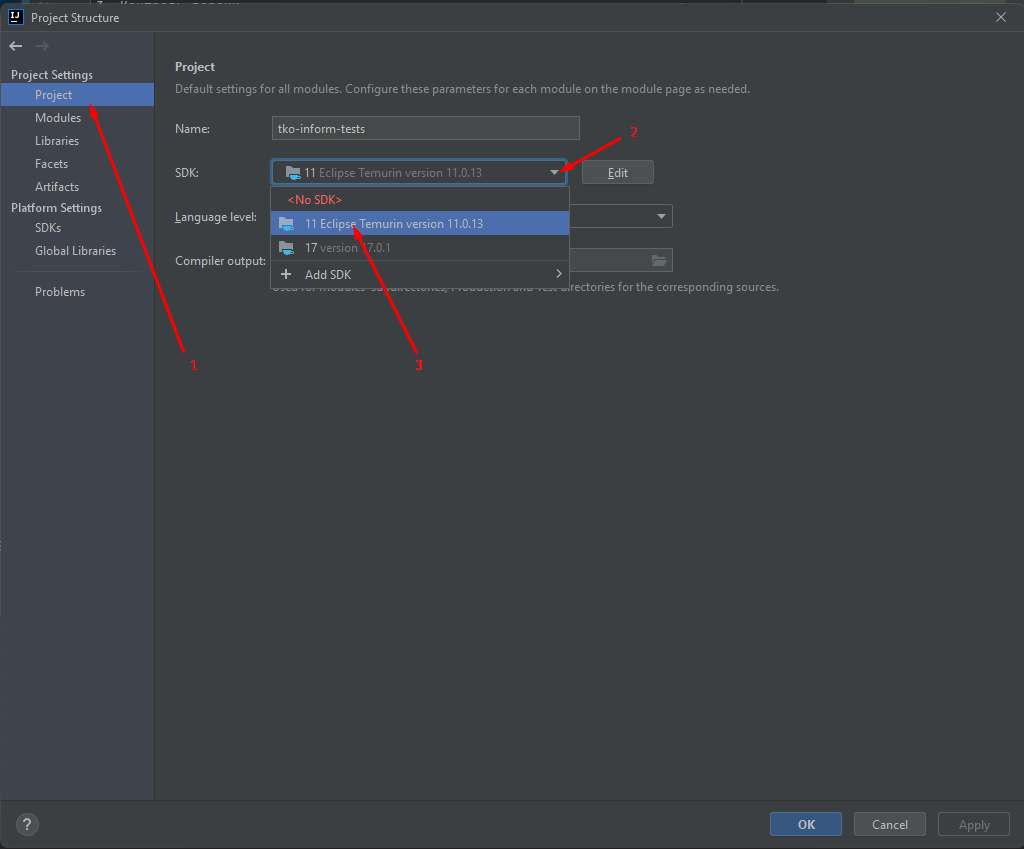 Project Structure
Project Settings
Project
Modules
Libraries
Facets
Artifacts
Platform Settings
SDKs
Global Libraries
Problems
Project
Default settings for all modules. Configure these parameters for each module on the module page as needed.
Name: tko-inform-tests
2
SDK: 11 Eclipse Temurin version 11.0.13 Edit
<No SDK>
Language level:
11 Eclipse Temurin version 11.0.13
17 version 17.0.1
Compiler output:
Add SDK
Used for modules' subdirectories, Production and Test directories for the corresponding sources.
1
3
? OK Cancel Apply